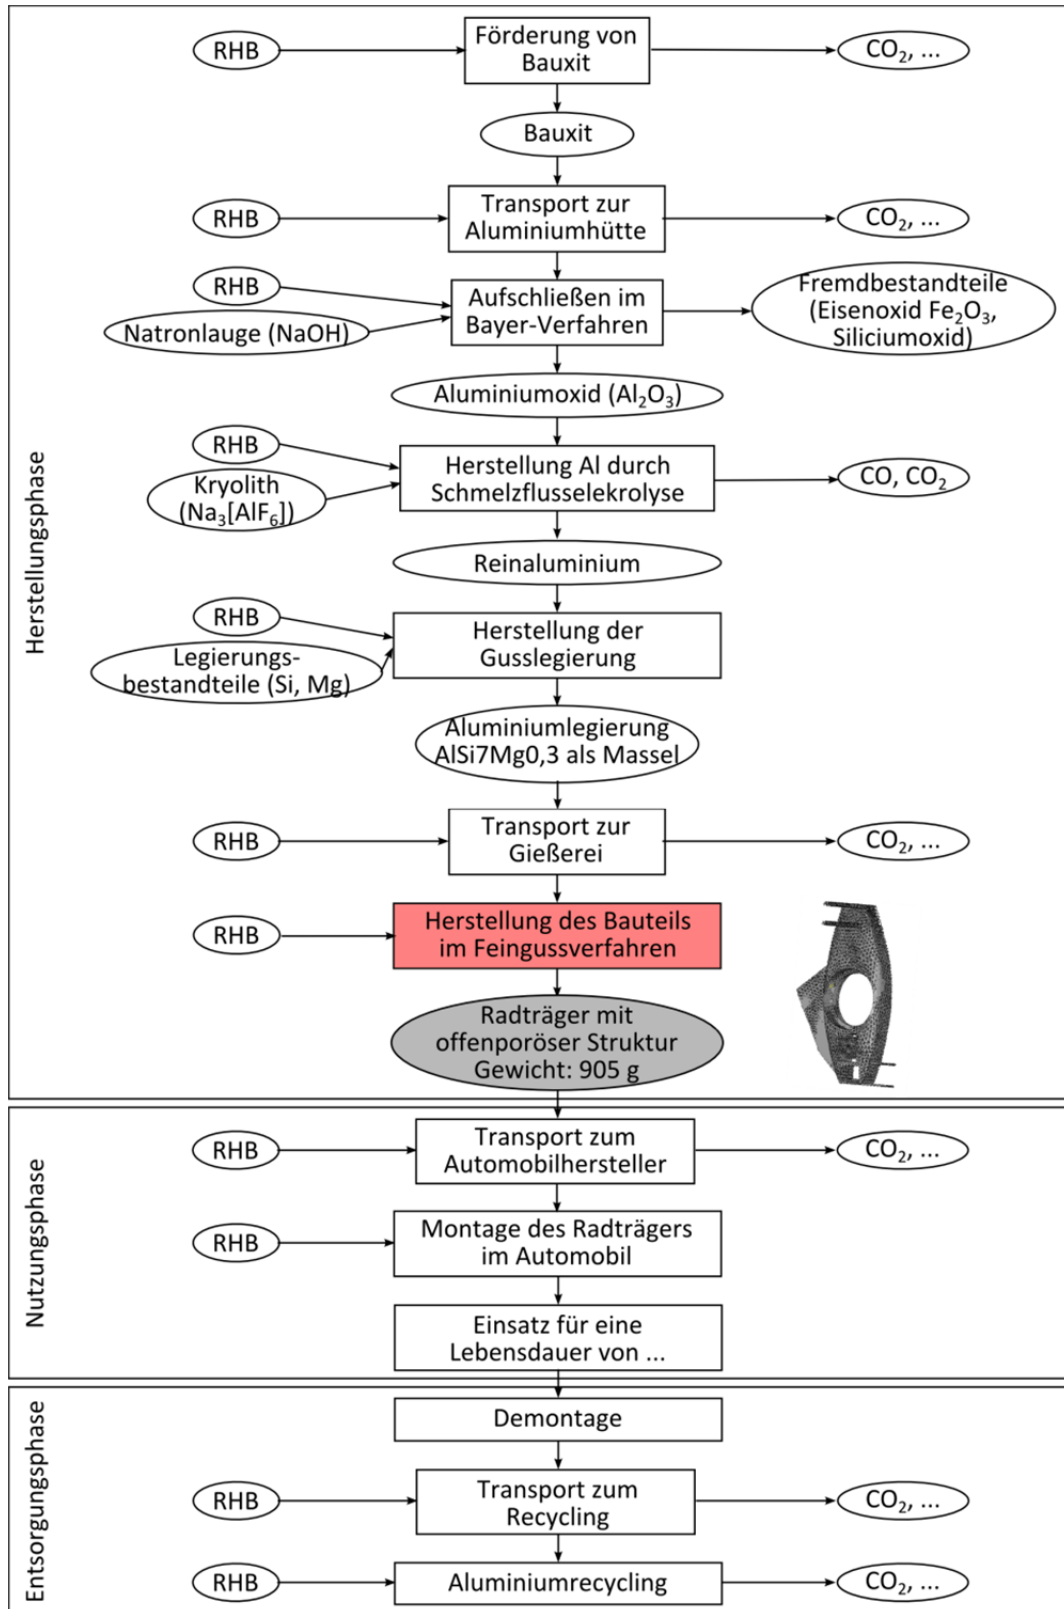 Herstellungsphase
RHB
Förderung von
Bauxit
CO₂, ...
Bauxit
RHB
Transport zur
Aluminiumhütte
CO₂, ...
RHB
Natronlauge (NaOH)
Aufschließen im
Bayer-Verfahren
Fremdbestandteile
(Eisenoxid Fe₂O₃,
Siliciumoxid)
Aluminiumoxid (Al₂O₃)
RHB
Kryolith
(Na₃[AlF₆])
Herstellung Al durch
Schmelzflusselekrolyse
CO, CO₂
Reinaluminium
RHB
Legierungs-
bestandteile (Si, Mg)
Herstellung der
Gusslegierung
Aluminiumlegierung
AlSi7Mg0,3 als Massel
RHB
Transport zur
Gießerei
CO₂, ...
RHB
Herstellung des Bauteils
im Feingussverfahren
Radträger mit
offenporöser Struktur
Gewicht: 905 g
Nutzungsphase
RHB
Transport zum
Automobilhersteller
CO₂, ...
RHB
Montage des Radträgers
im Automobil
Einsatz für eine
Lebensdauer von ...
Entsorgungsphase
Demontage
RHB
Transport zum
Recycling
CO₂, ...
RHB
Aluminiumrecycling
CO₂, ...